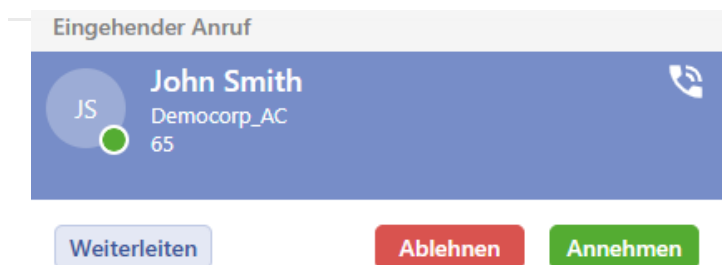 Eingehender Anruf
John Smith
JS
Democorp_AC
65
Weiterleiten Ablehnen Annehmen